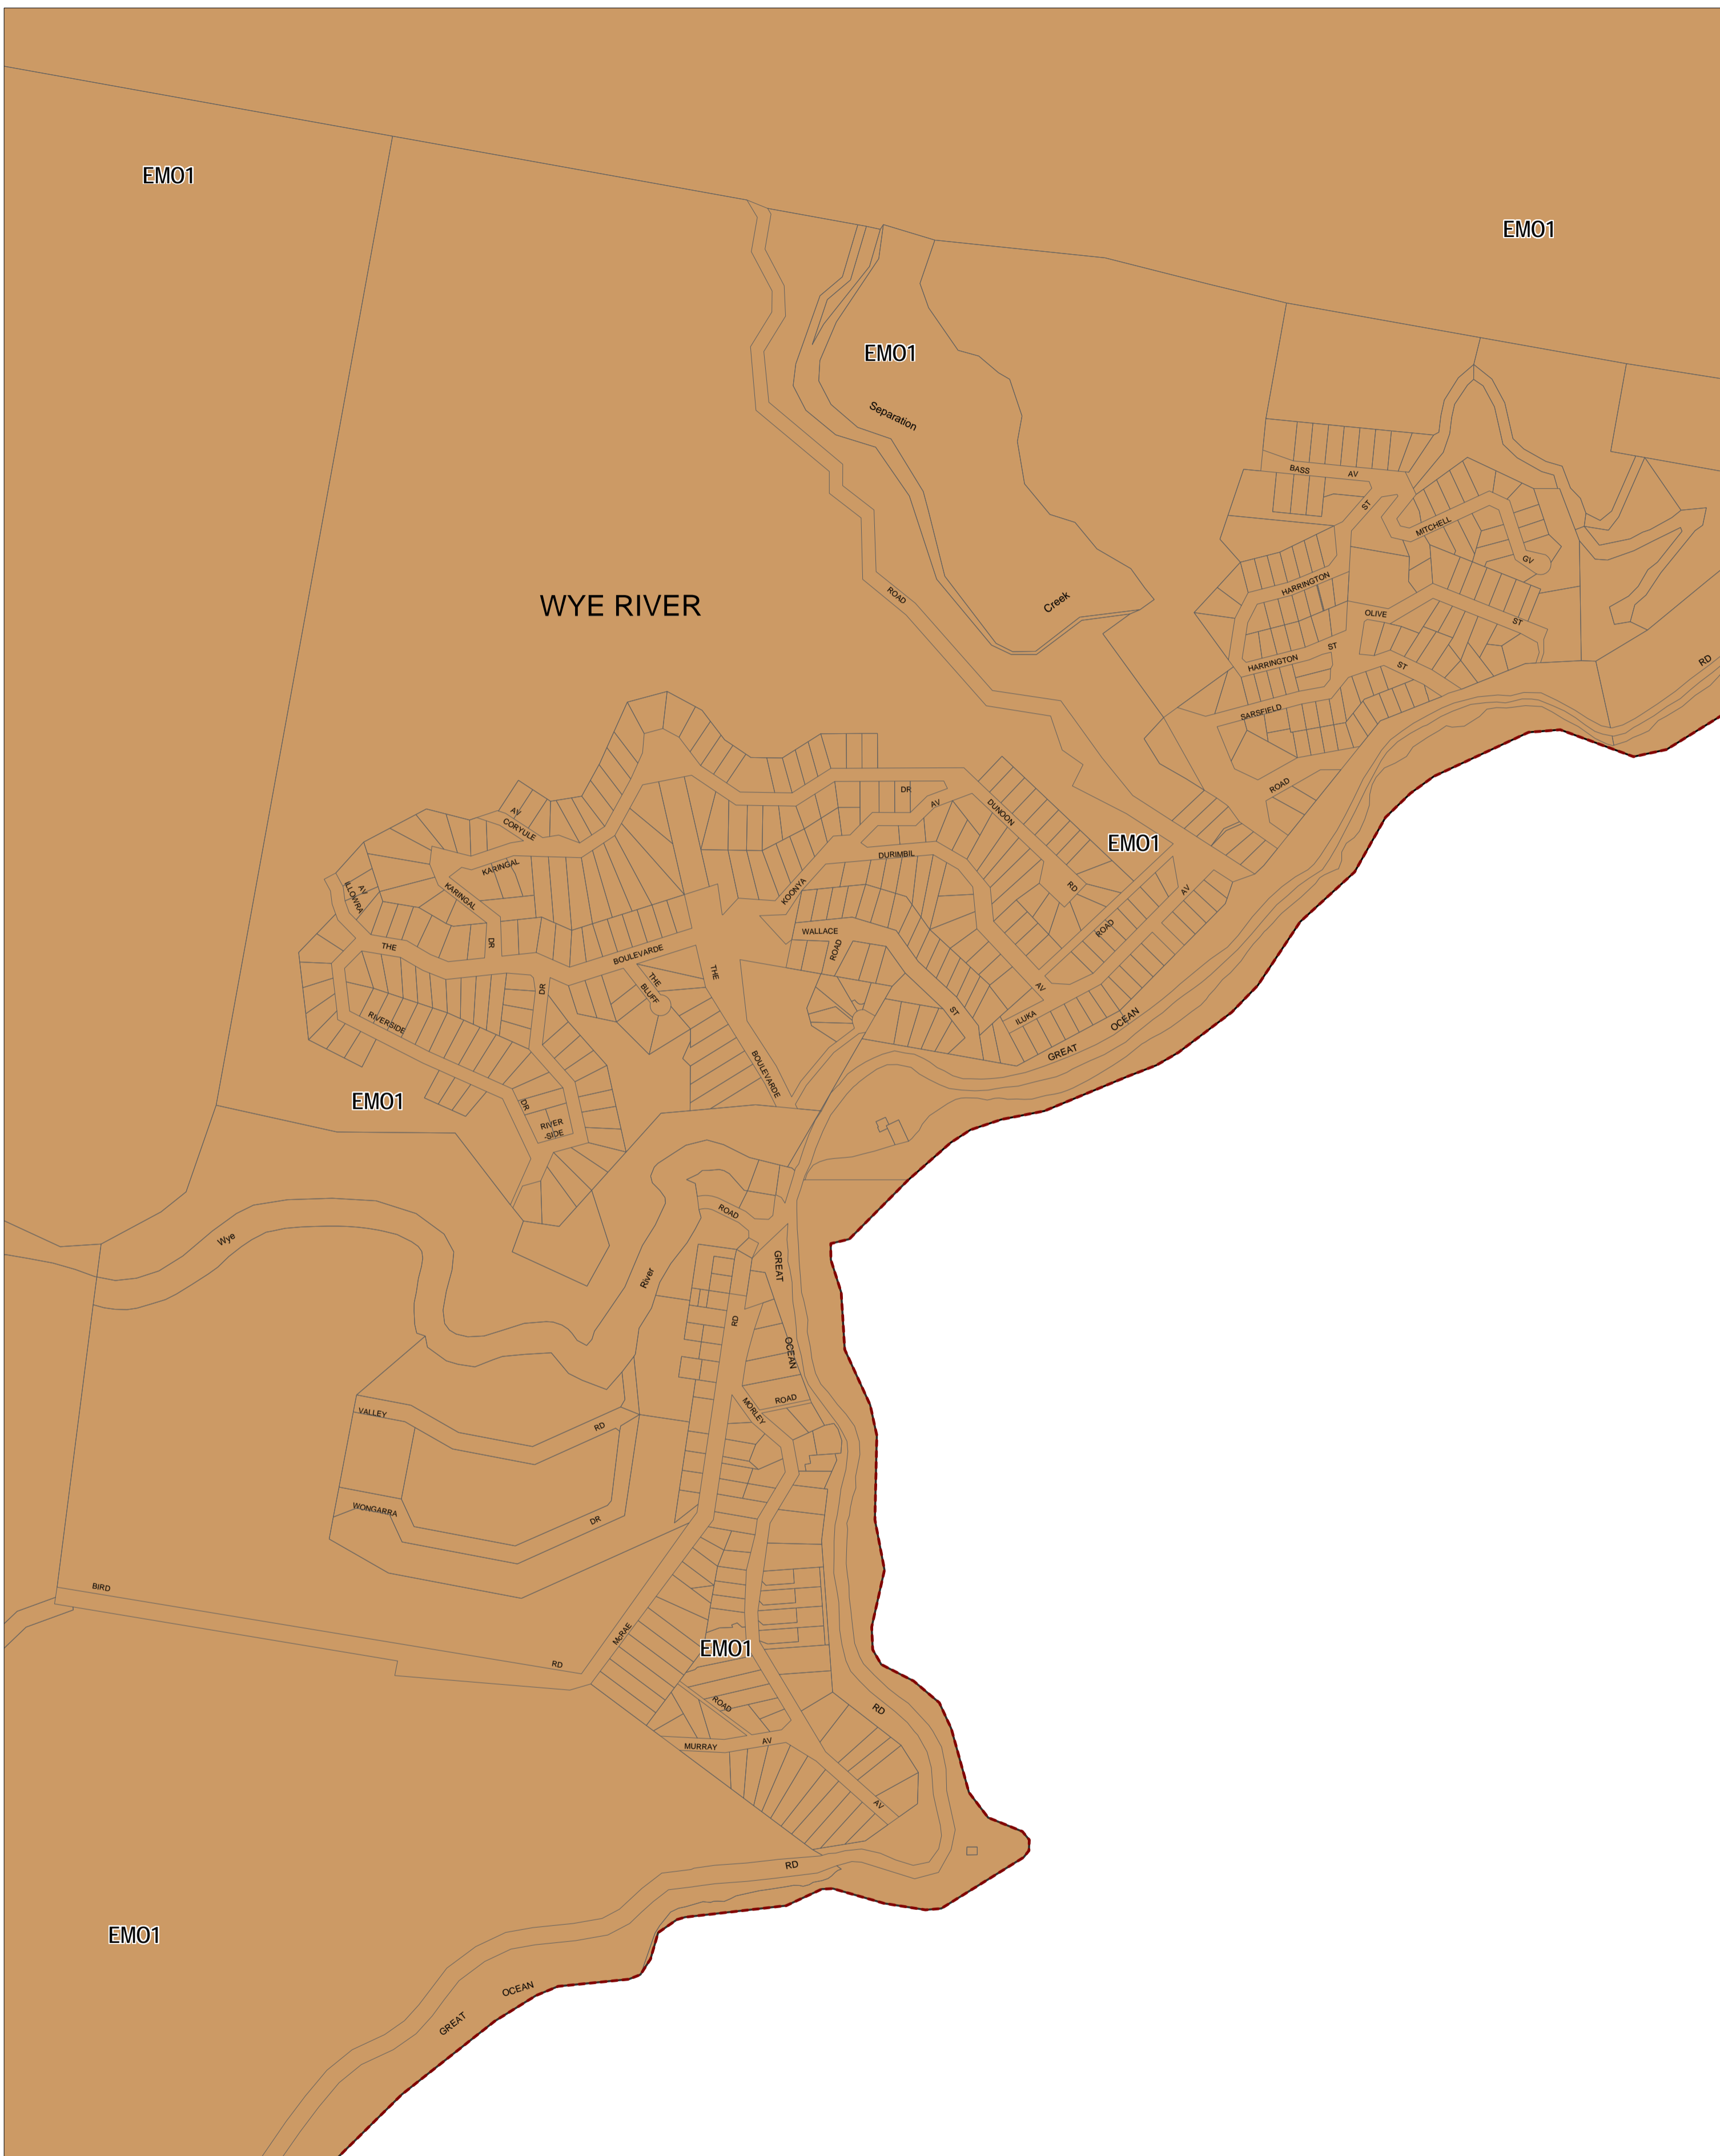 EMO1
EMO1
EMO1
Separation
BASS
AV
ST
MITCHELL
GV
ROAD
WYE RIVER
Creek
HARRINGTON
OLIVE
ST
ST
HARRINGTON
ST
RD
SARSFIELD
ROAD
DR
AV
DUNOON
AV
CORYULE
EMO1
DURIMBIL
KARINGAL
RD
AV
ILLOWRA
AV
KARINGAL
KOONYA
ROAD
WALLACE
ROAD
THE
DR
BOULEVARDE
THE
THE
BLUFF
DR
AV
ST
ILUKA
OCEAN
GREAT
RIVERSIDE
BOULEVARDE
EMO1
DR
RIVER
-SIDE
ROAD
Wye
River
GREAT
RD
OCEAN
ROAD
MORLEY
VALLEY
RD
WONGARRA
DR
BIRD
McRAE
EMO1
RD
ROAD
RD
MURRAY
AV
AV
RD
EMO1
OCEAN
GREAT